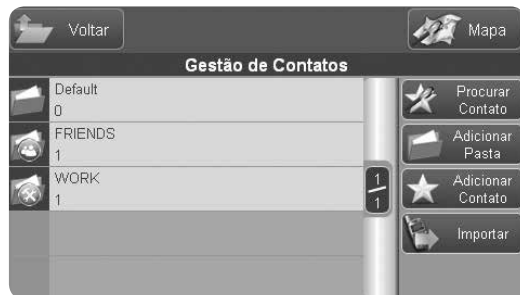 Voltar
Mapa
Gestão de Contatos
Default
0
FRIENDS
1
WORK
1
1
1
Procurar
Contato
Adicionar
Pasta
Adicionar
Contato
Importar